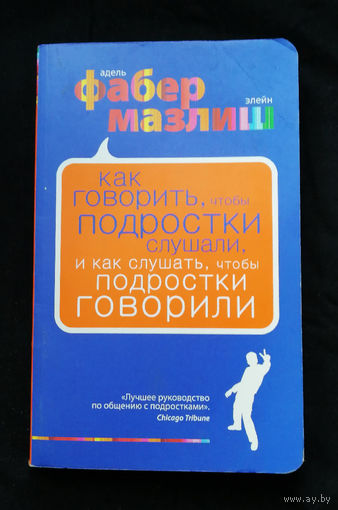 адель
фабер
элейн
мазлиш
как
говорить, чтобы
подростки
слушали,
и как слушать, чтобы
подростки
говорили
«Лучшее руководство
по общению с подростками».
Chicago Tribune
www.ay.by